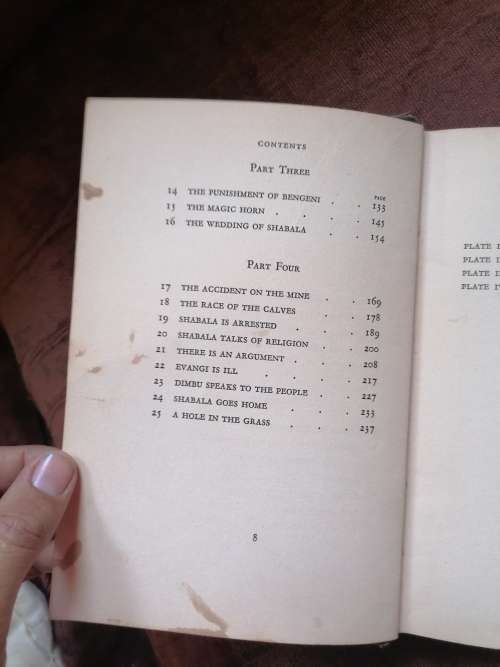 CONTENTS
PART THREE
PAGE
14 THE PUNISHMENT OF BENGENI . . 133
15 THE MAGIC HORN . . . . 145
16 THE WEDDING OF SHABALA . . 154
PART FOUR
17 THE ACCIDENT ON THE MINE . . 169
18 THE RACE OF THE CALVES . . 178
19 SHABALA IS ARRESTED . . . 189
20 SHABALA TALKS OF RELIGION . . 200
21 THERE IS AN ARGUMENT . . . 208
22 EVANGI IS ILL . . . . 217
23 DIMBU SPEAKS TO THE PEOPLE . . 227
24 SHABALA GOES HOME . . . 233
25 A HOLE IN THE GRASS . . . 237
8
PLATE
PLATE
PLATE
PLATE